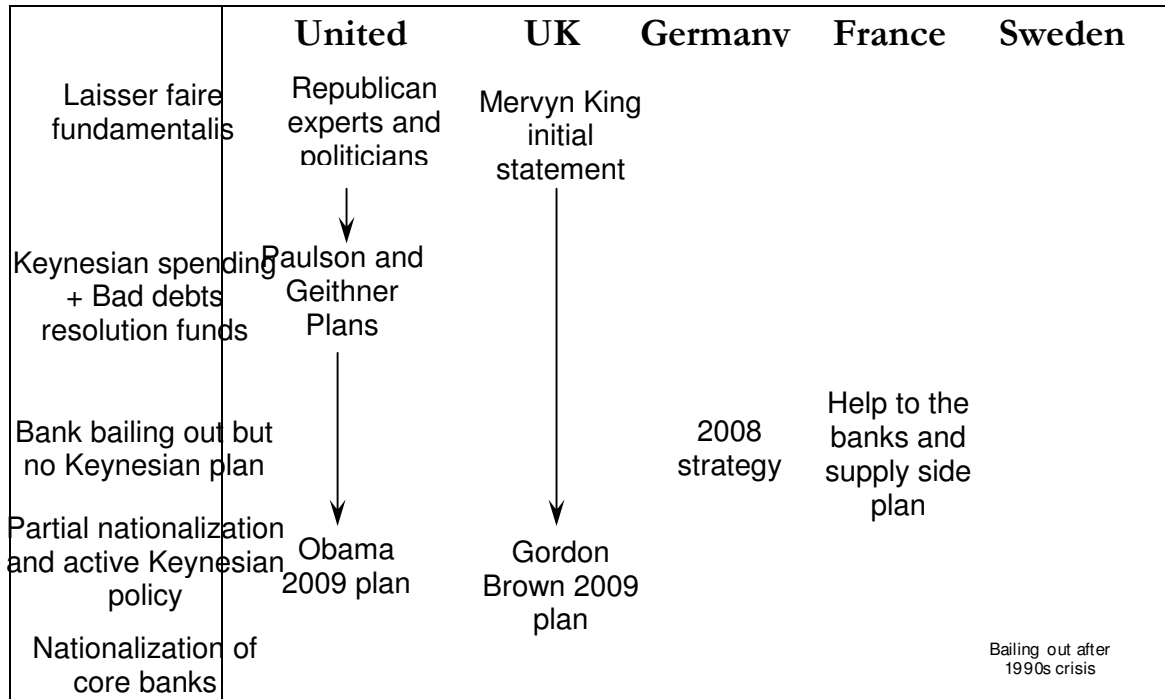 United UK Germany France Sweden
Laisser faire
fundamentalis
Republican
experts and
politicians
Mervyn King
initial
statement
Keynesian spending
+ Bad debts
resolution funds
Paulson and
Geithner
Plans
Bank bailing out but
no Keynesian plan
2008
strategy
Help to the
banks and
supply side
plan
Partial nationalization
and active Keynesian
policy
Obama
2009 plan
Gordon
Brown 2009
plan
Nationalization of
core banks
Bailing out after
1990s crisis